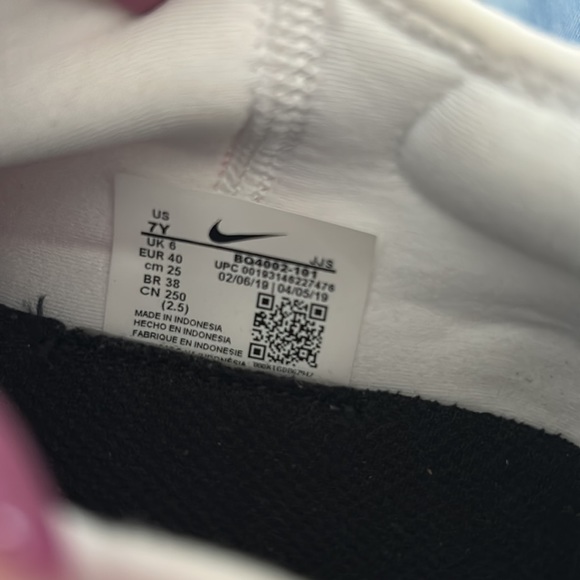 US
7Y
UK 6
EUR 40
cm 25
BR 38
CN 250
(2.5)
JJS
BQ4002-101
UPC 00193146227476
02/06/19 | 04/05/19
MADE IN INDONESIA
HECHO EN INDONESIA
FABRIQUE EN INDONESIE